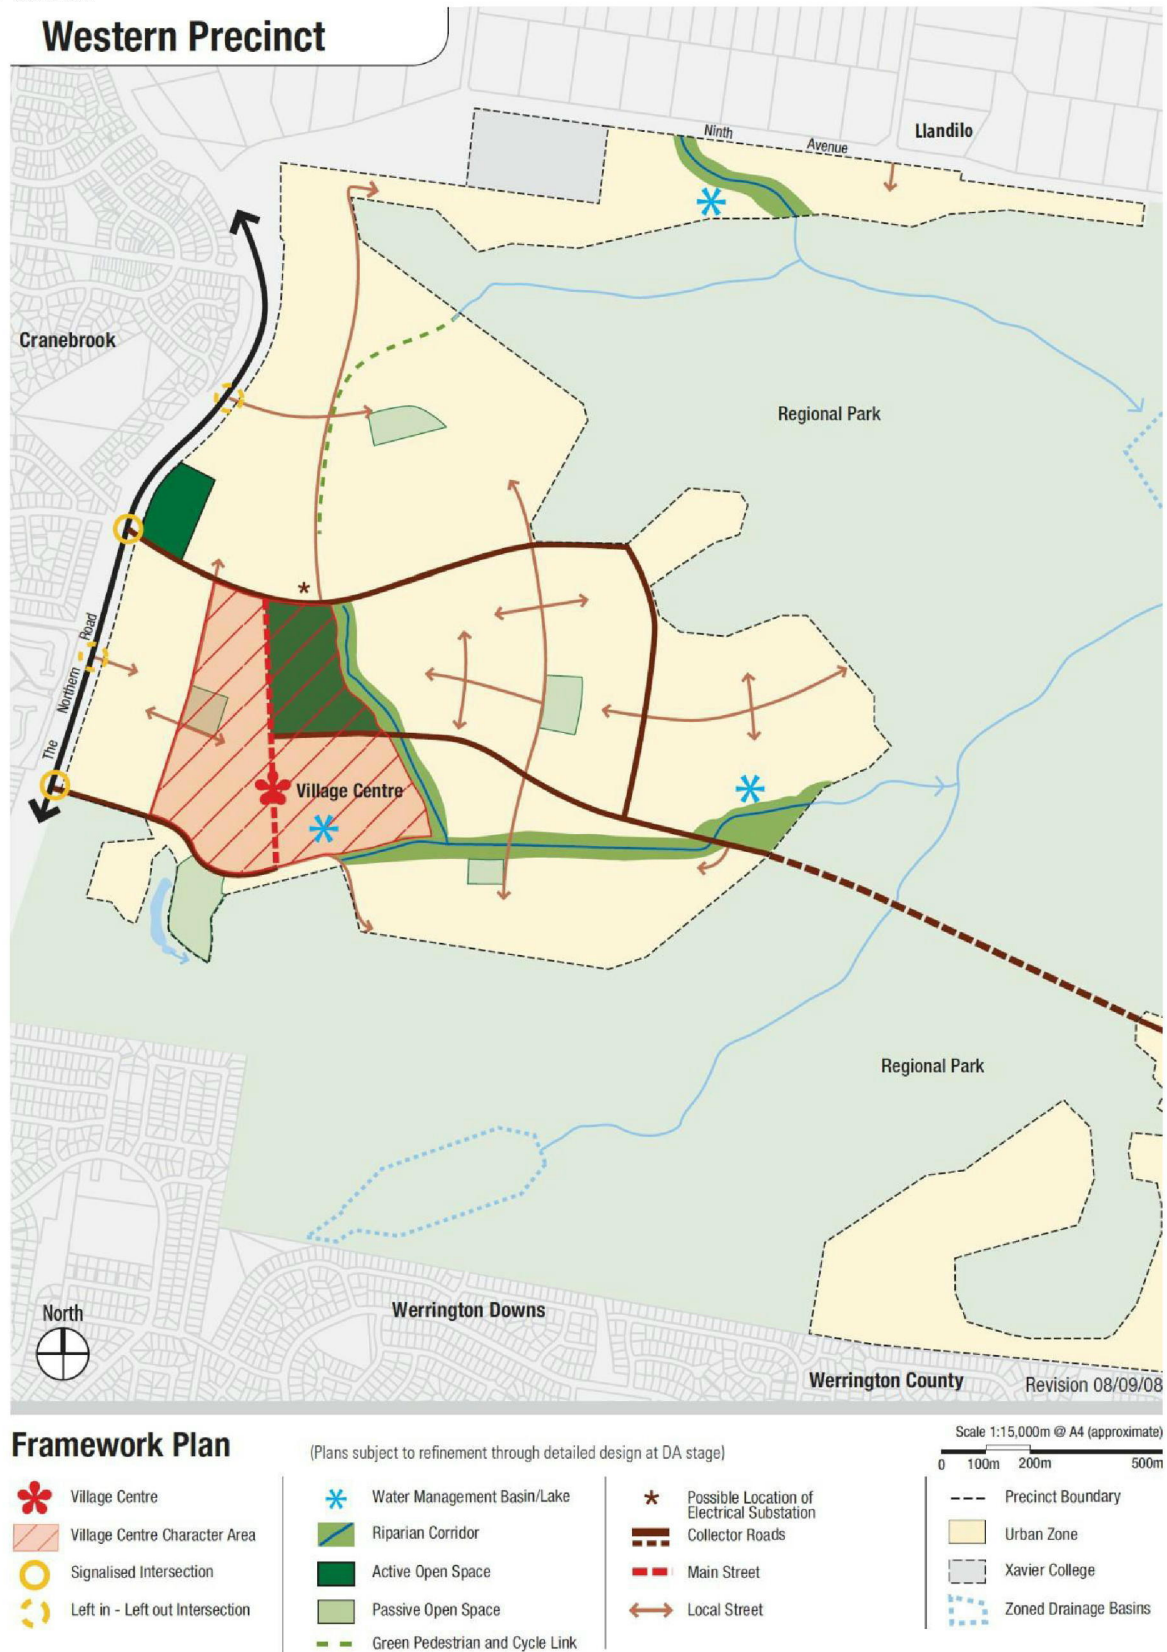 Western Precinct
Ninth
Avenue
Llandilo
Cranebrook
Regional Park
The Northern Road
Village Centre
Regional Park
North
Werrington Downs
Werrington County
Revision 08/09/08
Framework Plan
(Plans subject to refinement through detailed design at DA stage)
Scale 1:15,000m @ A4 (approximate)
0 100m 200m 500m
Village Centre
Village Centre Character Area
Signalised Intersection
Left in - Left out Intersection
Water Management Basin/Lake
Riparian Corridor
Active Open Space
Passive Open Space
Green Pedestrian and Cycle Link
Possible Location of
Electrical Substation
Collector Roads
Main Street
Local Street
Precinct Boundary
Urban Zone
Xavier College
Zoned Drainage Basins